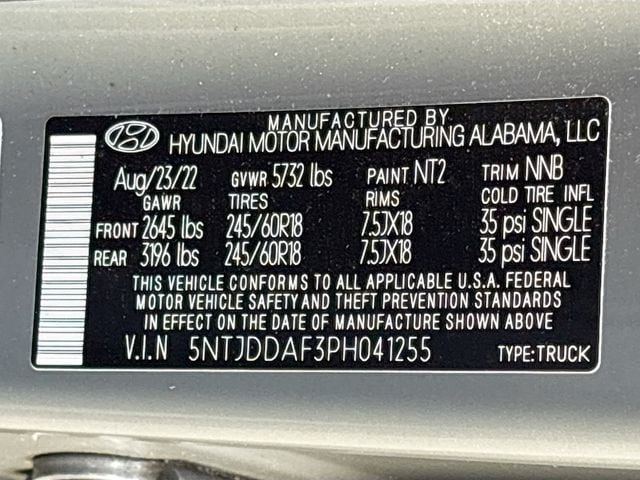 MANUFACTURED BY
HYUNDAI MOTOR MANUFACTURING ALABAMA, LLC
Aug/23/22 GVWR 5732 lbs PAINT NT2 TRIM NNB
GAWR TIRES RIMS COLD TIRE INFL
FRONT 2645 lbs 245/60R18 7.5JX18 35 psi SINGLE
REAR 3196 lbs 245/60R18 7.5JX18 35 psi SINGLE
THIS VEHICLE CONFORMS TO ALL APPLICABLE U.S.A. FEDERAL
MOTOR VEHICLE SAFETY AND THEFT PREVENTION STANDARDS
IN EFFECT ON THE DATE OF MANUFACTURE SHOWN ABOVE.
V.I.N 5NTJDDAF3PH041255 TYPE:TRUCK